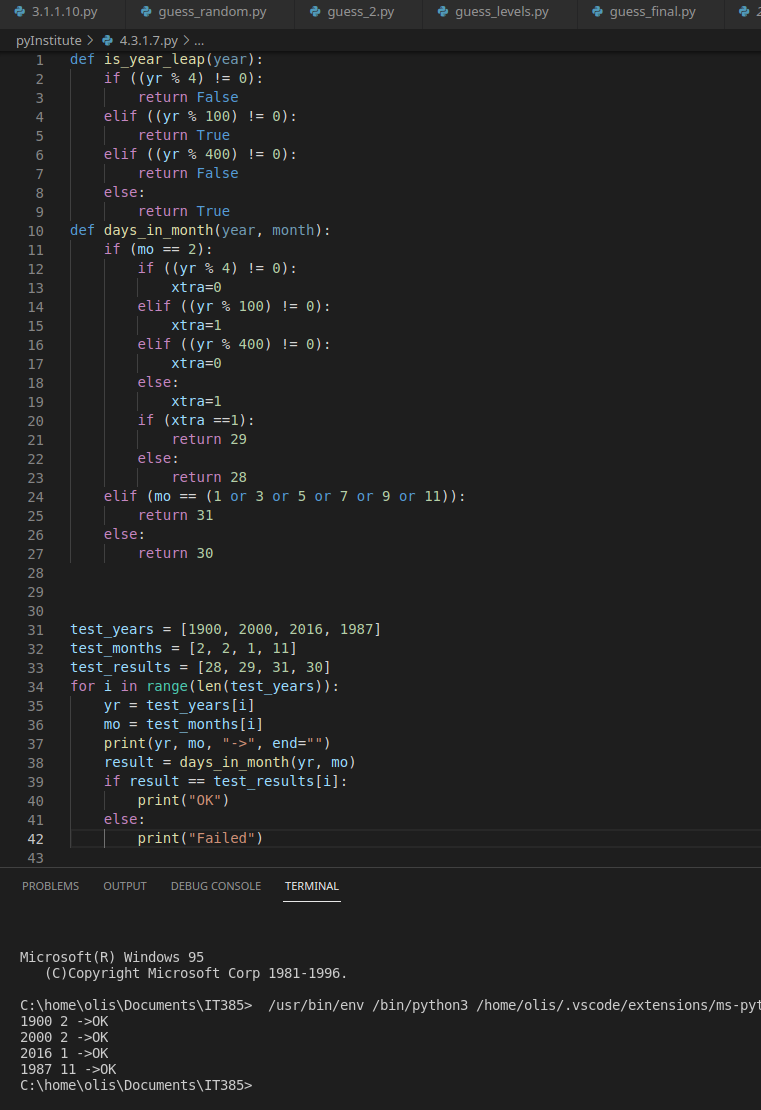 3.1.1.10.py guess_random.py guess_2.py guess_levels.py guess_final.py
pyInstitute > 4.3.1.7.py > ...
1 def is_year_leap(year):
2     if ((yr % 4) != 0):
3         return False
4     elif ((yr % 100) != 0):
5         return True
6     elif ((yr % 400) != 0):
7         return False
8     else:
9         return True
10 def days_in_month(year, month):
11     if (mo == 2):
12         if ((yr % 4) != 0):
13             xtra=0
14         elif ((yr % 100) != 0):
15             xtra=1
16         elif ((yr % 400) != 0):
17             xtra=0
18         else:
19             xtra=1
20         if (xtra ==1):
21             return 29
22         else:
23             return 28
24     elif (mo == (1 or 3 or 5 or 7 or 9 or 11)):
25         return 31
26     else:
27         return 30
28
29
30
31 test_years = [1900, 2000, 2016, 1987]
32 test_months = [2, 2, 1, 11]
33 test_results = [28, 29, 31, 30]
34 for i in range(len(test_years)):
35     yr = test_years[i]
36     mo = test_months[i]
37     print(yr, mo, "->", end="")
38     result = days_in_month(yr, mo)
39     if result == test_results[i]:
40         print("OK")
41     else:
42         print("Failed")
43
PROBLEMS OUTPUT DEBUG CONSOLE TERMINAL
Microsoft(R) Windows 95
(C)Copyright Microsoft Corp 1981-1996.
C:\home\olis\Documents\IT385>  /usr/bin/env /bin/python3 /home/olis/.vscode/extensions/ms-pyt
1900 2 ->OK
2000 2 ->OK
2016 1 ->OK
1987 11 ->OK
C:\home\olis\Documents\IT385>